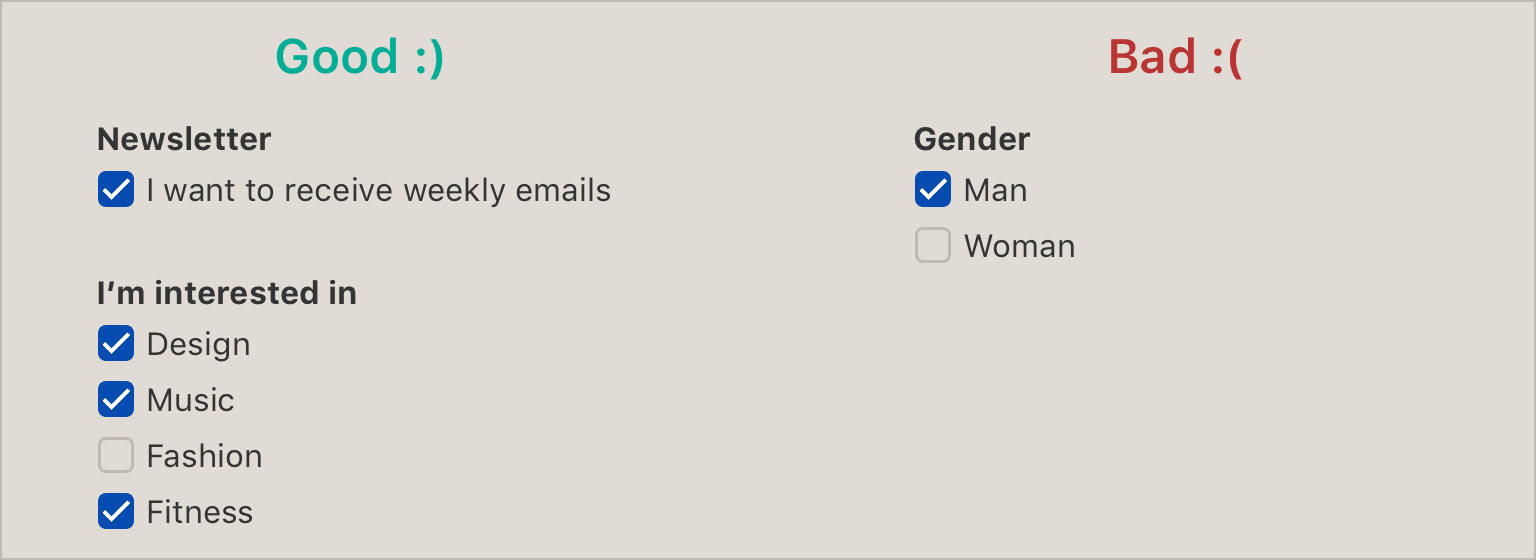 Good :)
Newsletter
I want to receive weekly emails
I’m interested in
Design
Music
Fashion
Fitness
Bad :(
Gender
Man
Woman